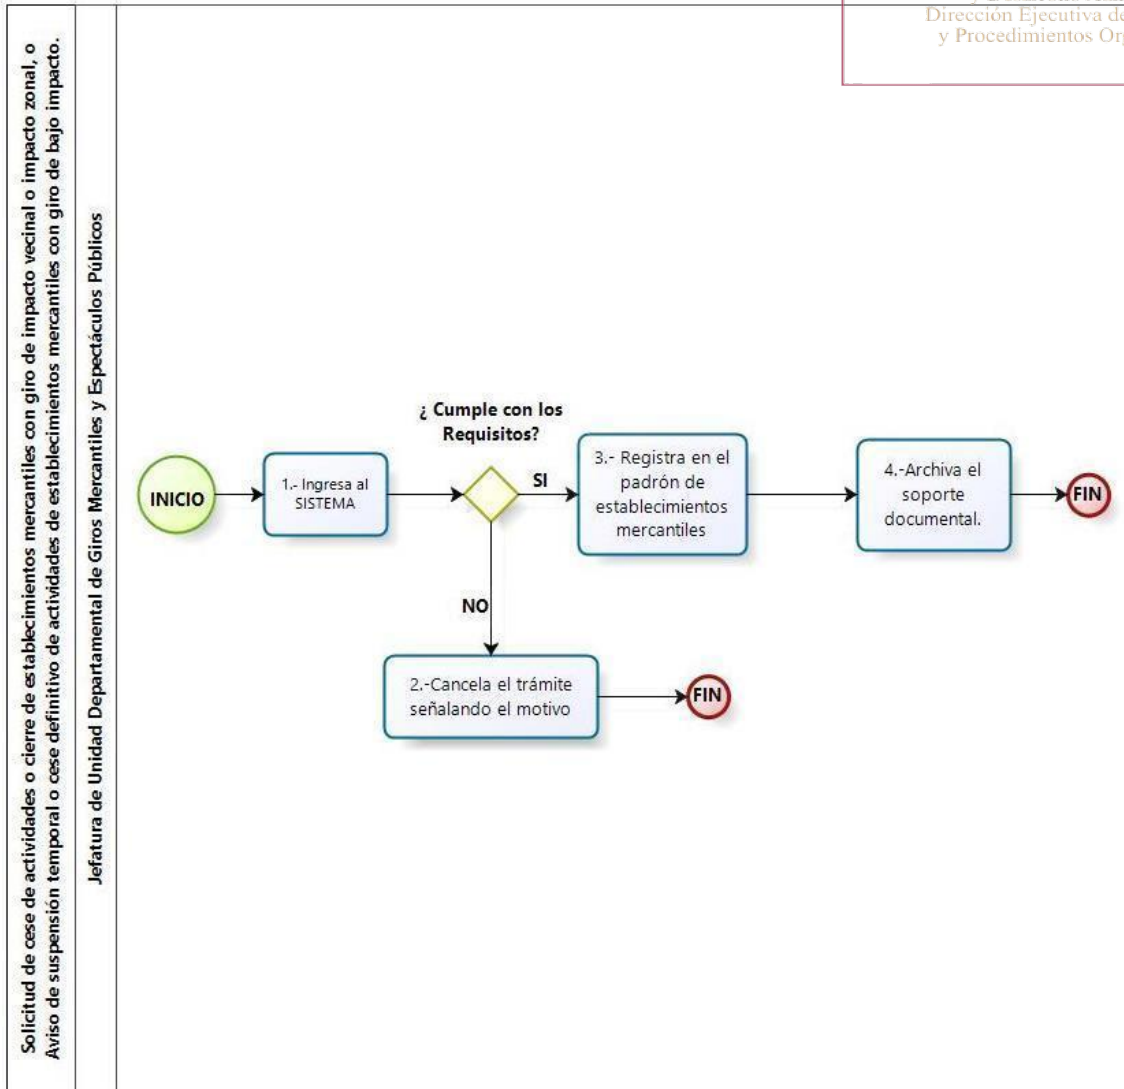 Dirección Ejecutiva de
y Procedimientos Or
Solicitud de cese de actividades o cierre de establecimientos mercantiles con giro de impacto vecinal o impacto zonal, o
Aviso de suspensión temporal o cese definitivo de actividades de establecimientos mercantiles con giro de bajo impacto.
Jefatura de Unidad Departamental de Giros Mercantiles y Espectáculos Públicos
INICIO
1.- Ingresa al
SISTEMA
¿ Cumple con los
Requisitos?
SI
3.- Registra en el
padrón de
establecimientos
mercantiles
4.-Archiva el
soporte
documental.
FIN
NO
2.-Cancela el trámite
señalando el motivo
FIN